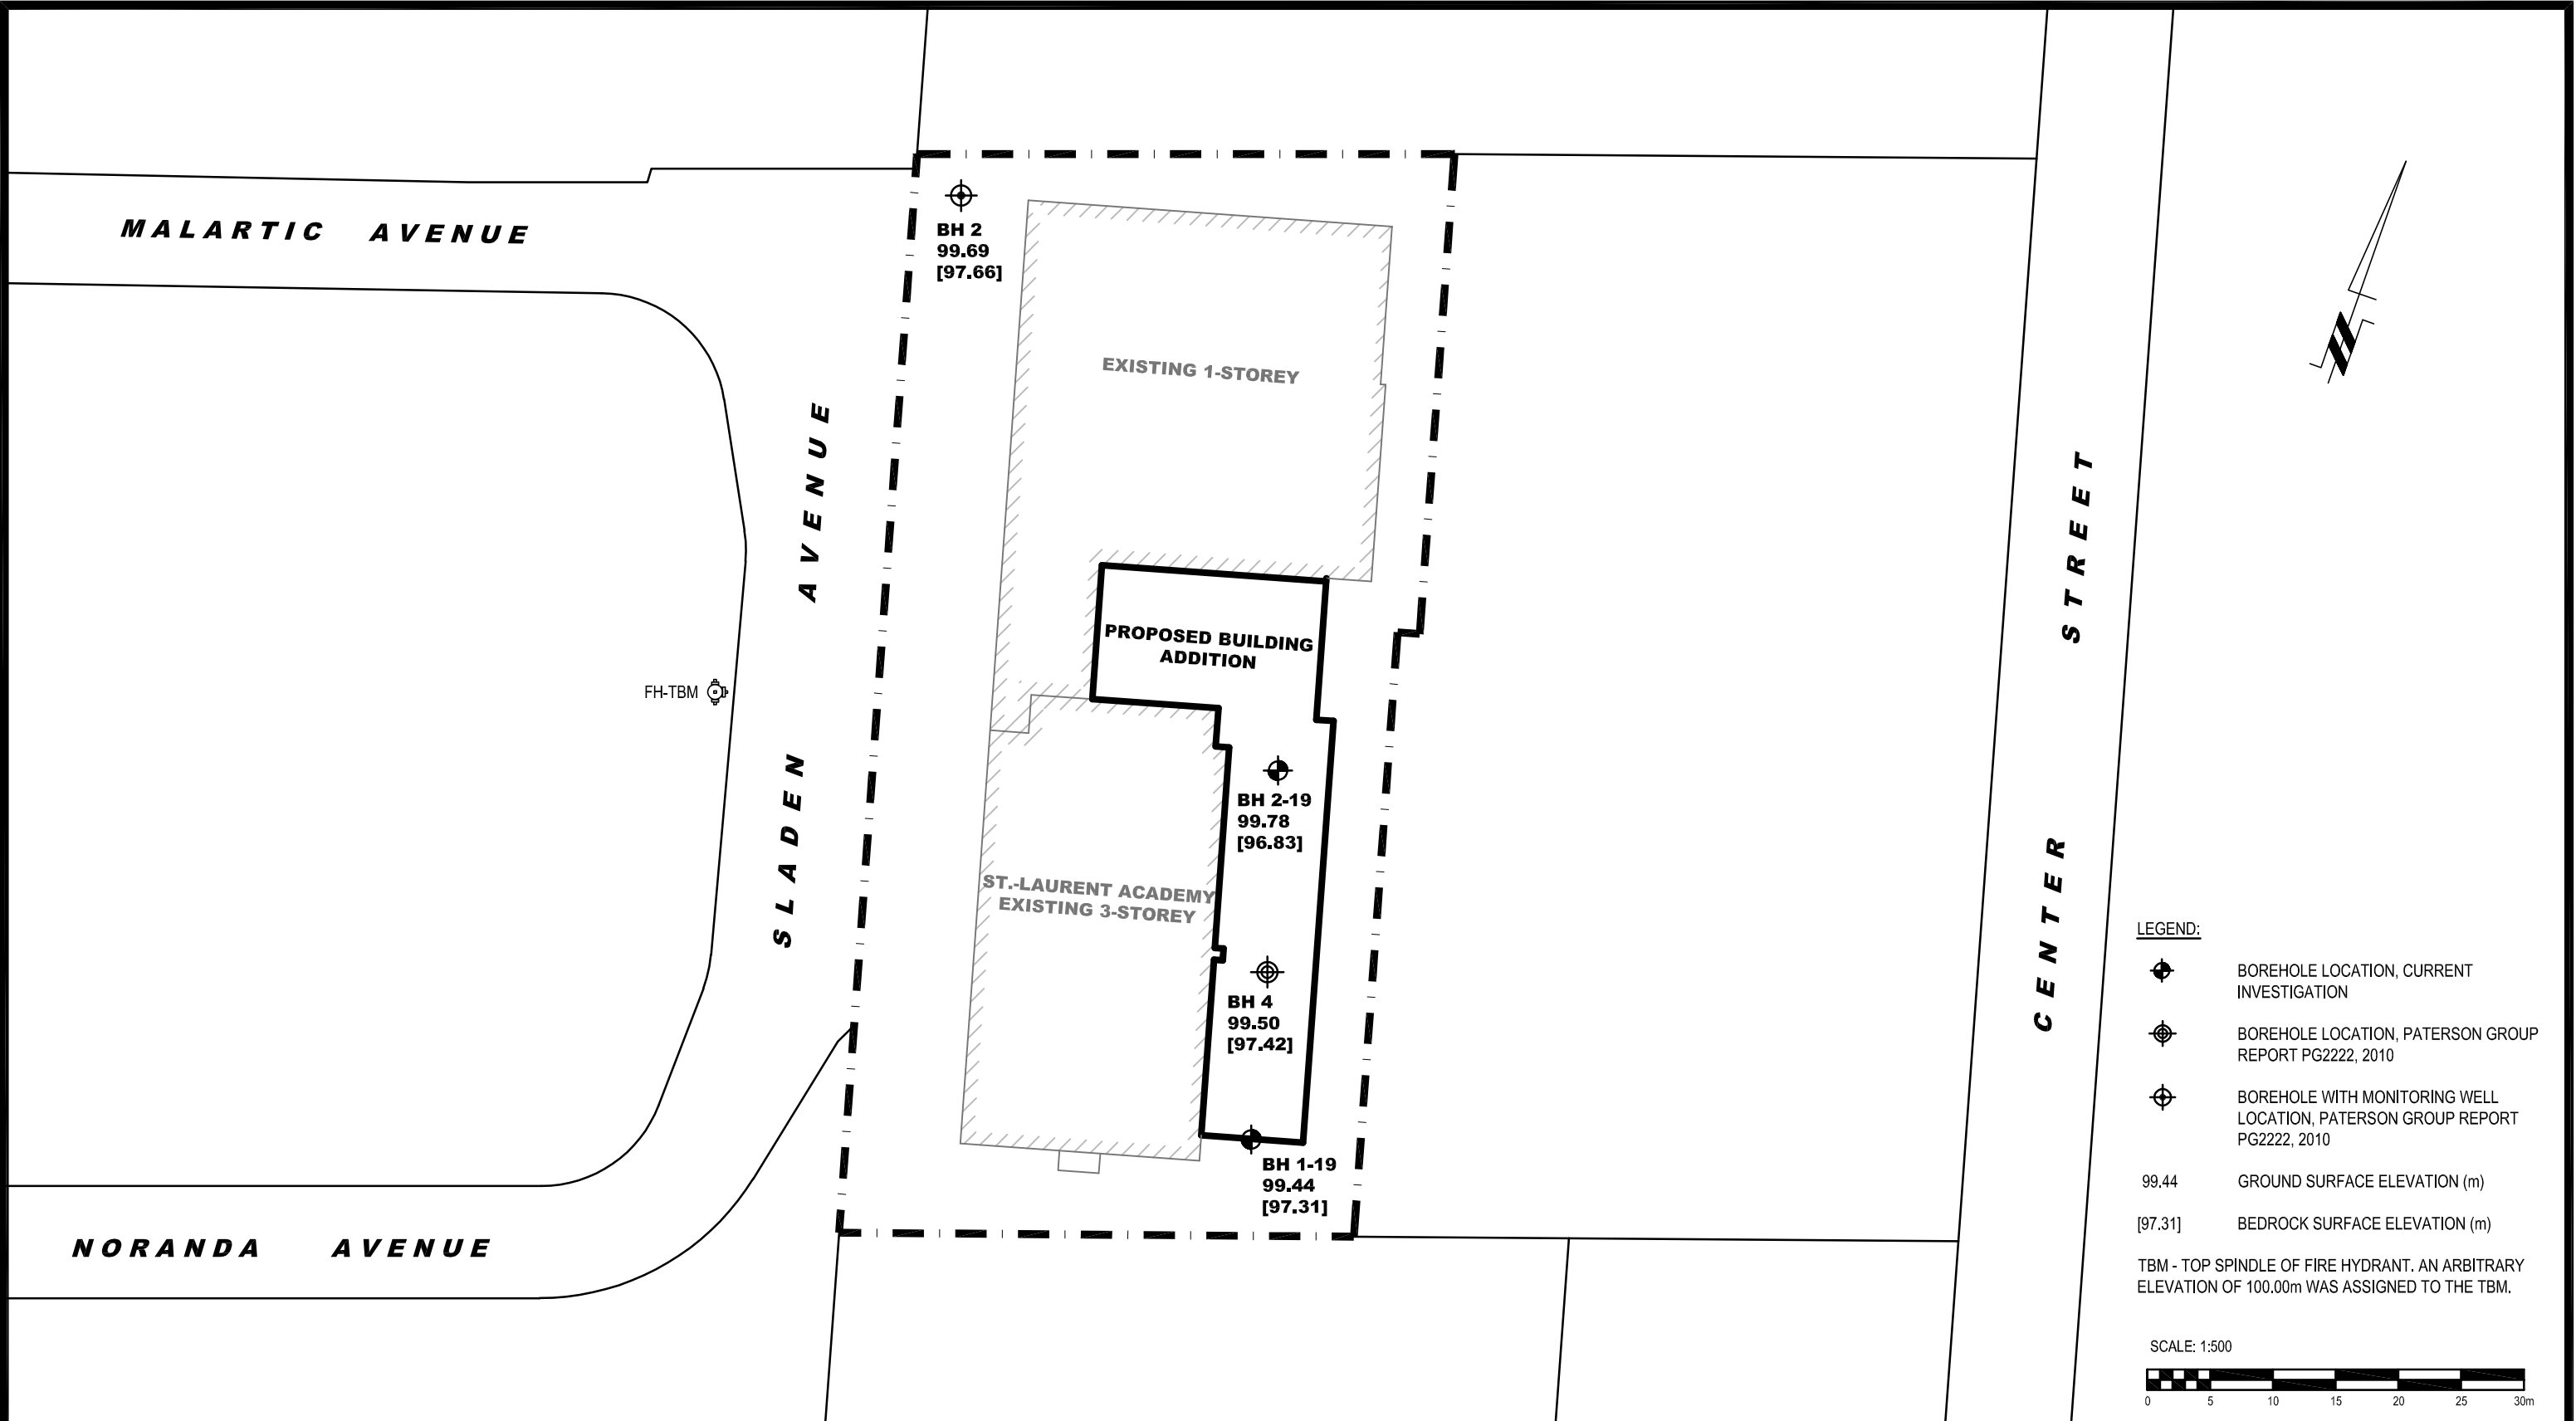 MALARTIC AVENUE
BH 2
99.69
[97.66]
EXISTING 1-STOREY
SLADEN AVENUE
CENTER STREET
PROPOSED BUILDING
ADDITION
FH-TBM
BH 2-19
99.78
[96.83]
ST.-LAURENT ACADEMY
EXISTING 3-STOREY
BH 4
99.50
[97.42]
BH 1-19
99.44
[97.31]
NORANDA AVENUE
LEGEND:
BOREHOLE LOCATION, CURRENT
INVESTIGATION
BOREHOLE LOCATION, PATERSON GROUP
REPORT PG2222, 2010
BOREHOLE WITH MONITORING WELL
LOCATION, PATERSON GROUP REPORT
PG2222, 2010
99.44 GROUND SURFACE ELEVATION (m)
[97.31] BEDROCK SURFACE ELEVATION (m)
TBM - TOP SPINDLE OF FIRE HYDRANT. AN ARBITRARY
ELEVATION OF 100.00m WAS ASSIGNED TO THE TBM.
SCALE: 1:500
0 5 10 15 20 25 30m